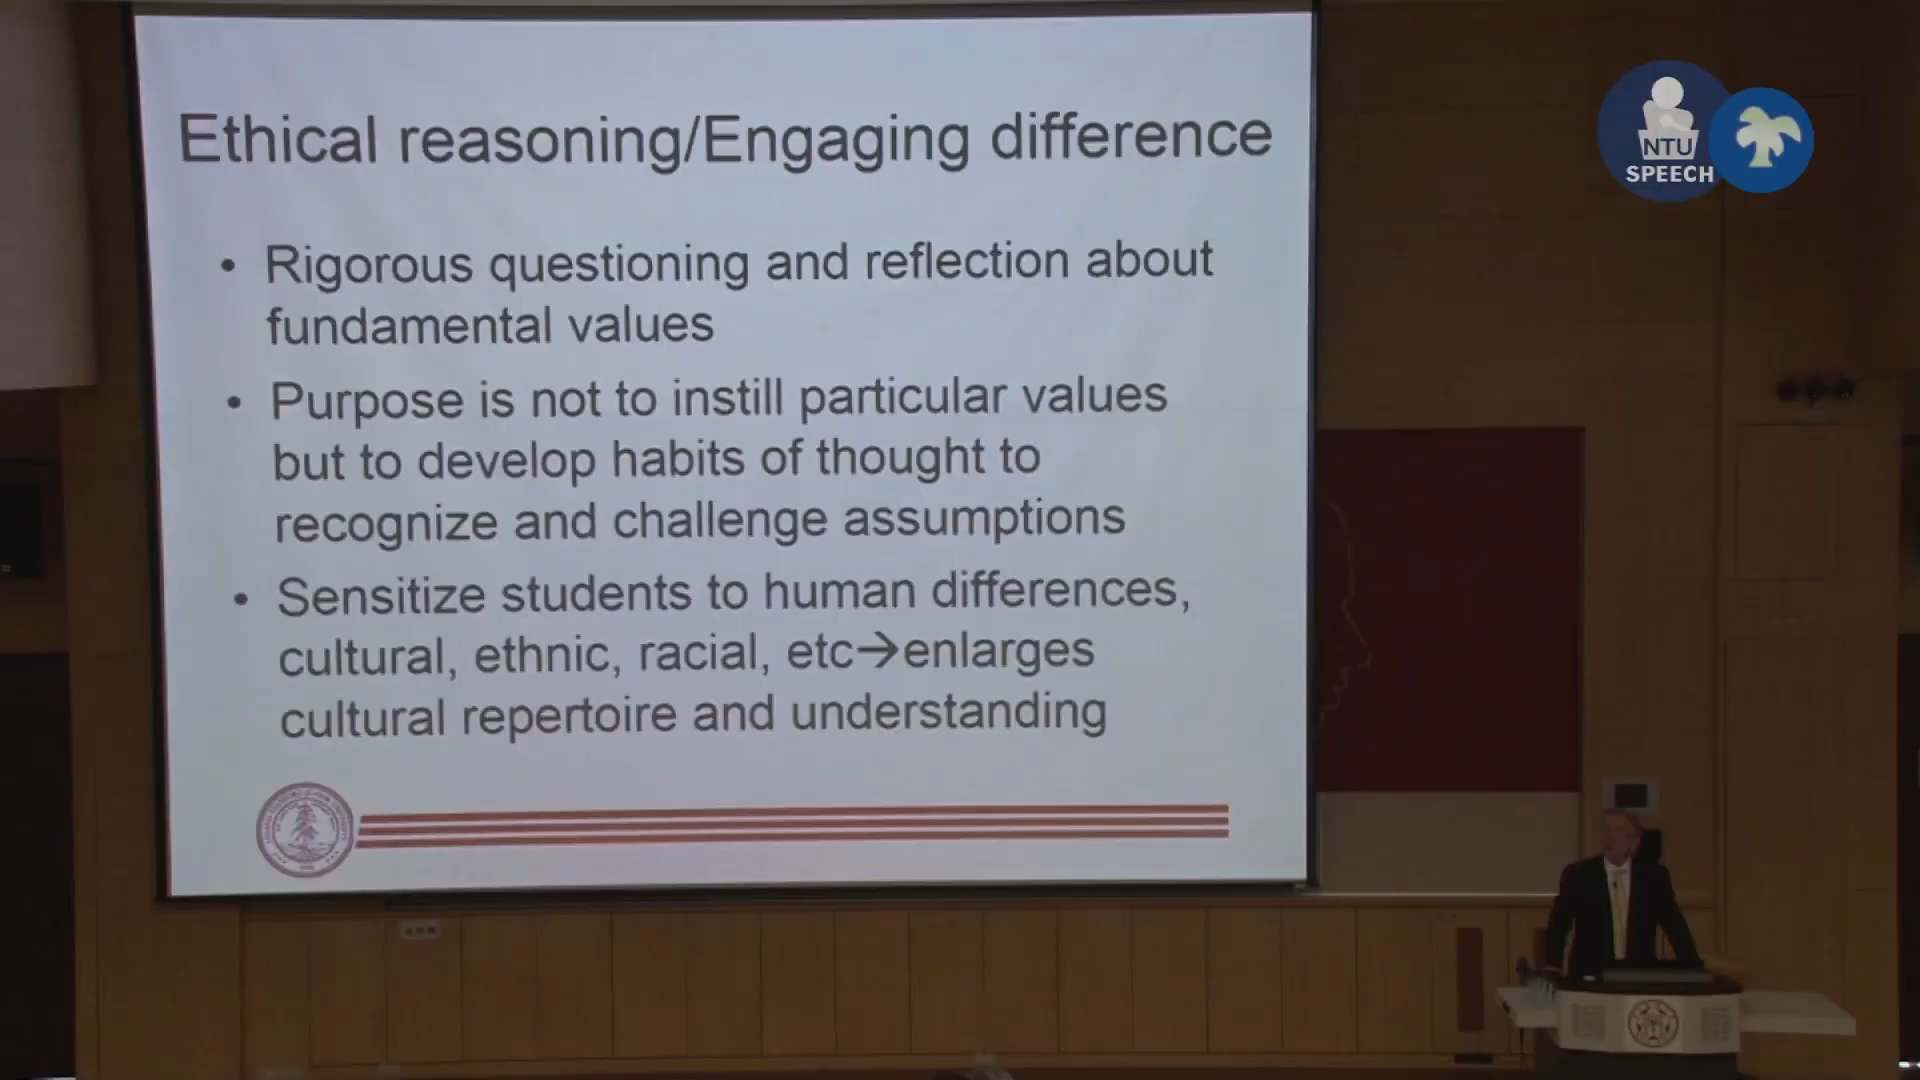 Ethical reasoning/Engaging difference
• Rigorous questioning and reflection about
fundamental values
• Purpose is not to instill particular values
but to develop habits of thought to
recognize and challenge assumptions
• Sensitize students to human differences,
cultural, ethnic, racial, etc→enlarges
cultural repertoire and understanding
NTU
SPEECH